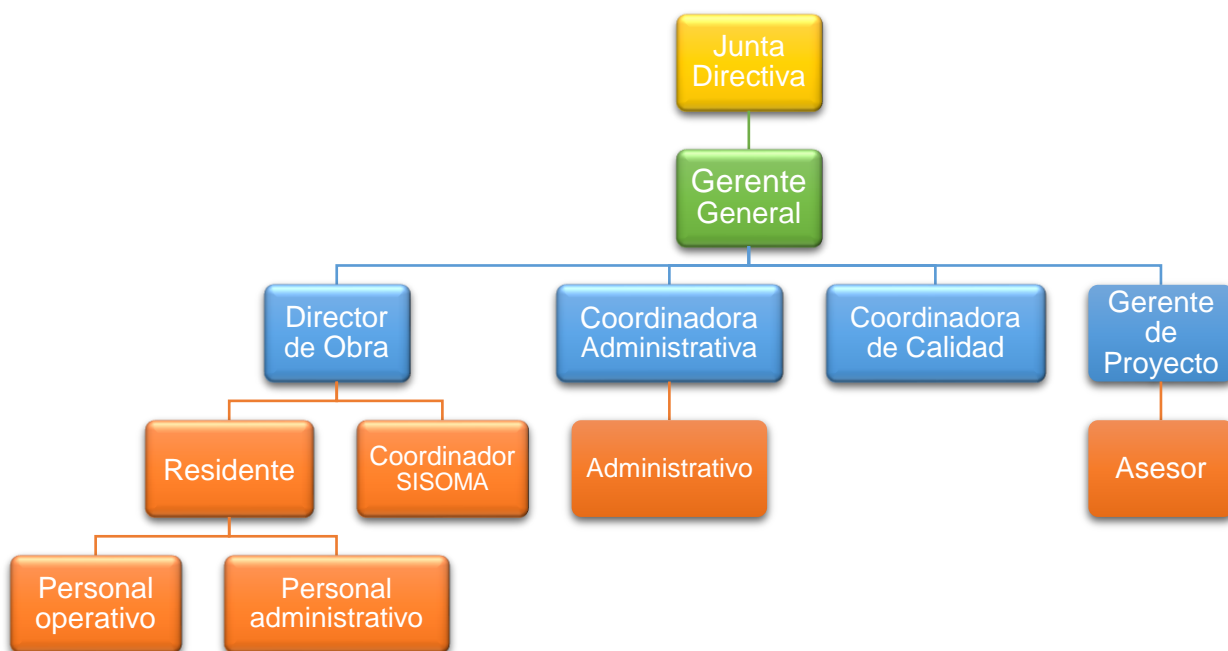 Junta
Directiva
Gerente
General
Director
de Obra
Coordinadora
Administrativa
Coordinadora
de Calidad
Gerente
de
Proyecto
Residente
Coordinador
SISOMA
Administrativo
Asesor
Personal
operativo
Personal
administrativo